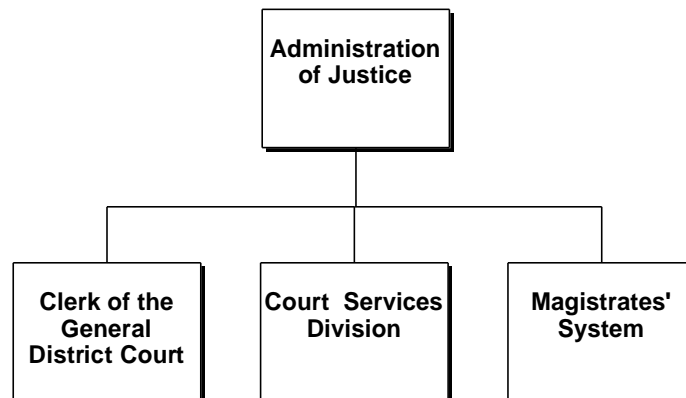 Administration
of Justice
Clerk of the
General
District Court
Court Services
Division
Magistrates'
System